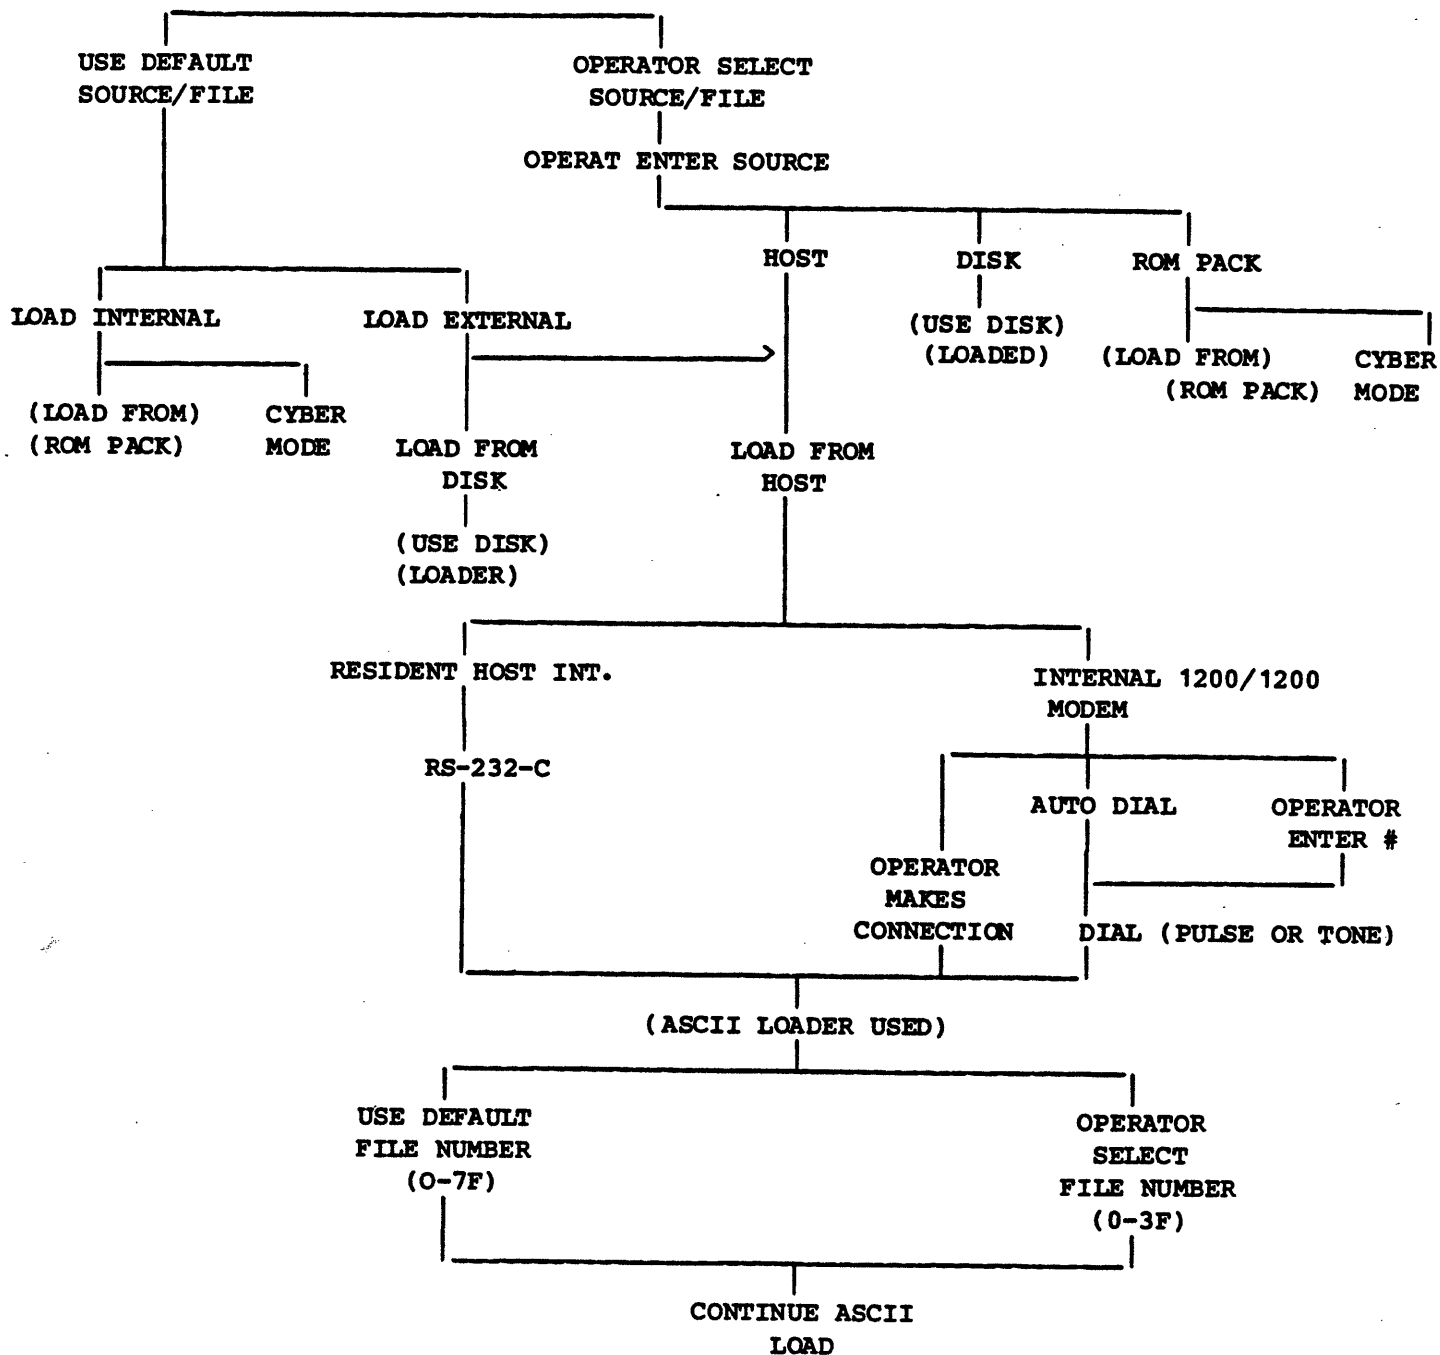 USE DEFAULT
SOURCE/FILE
OPERATOR SELECT
SOURCE/FILE
OPERAT ENTER SOURCE
HOST
DISK
ROM PACK
LOAD INTERNAL
LOAD EXTERNAL
(USE DISK)
(LOADED)
(LOAD FROM)
(ROM PACK)
CYBER
MODE
(LOAD FROM)
(ROM PACK)
CYBER
MODE
LOAD FROM
DISK
LOAD FROM
HOST
(USE DISK)
(LOADER)
RESIDENT HOST INT.
INTERNAL 1200/1200
MODEM
RS-232-C
AUTO DIAL
OPERATOR
ENTER #
OPERATOR
MAKES
CONNECTION
DIAL (PULSE OR TONE)
(ASCII LOADER USED)
USE DEFAULT
FILE NUMBER
(O-7F)
OPERATOR
SELECT
FILE NUMBER
(0-3F)
CONTINUE ASCII
LOAD